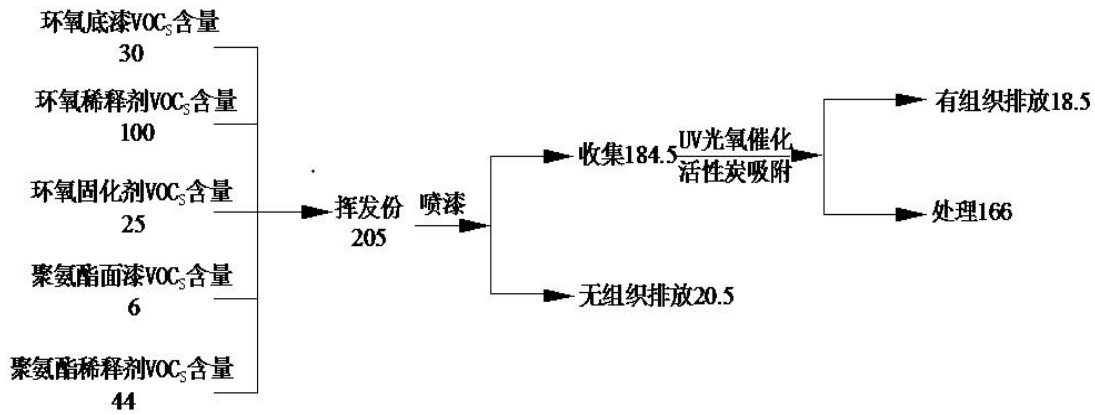 环氧底漆VOCS含量
30
环氧稀释剂VOCS含量
100
环氧固化剂VOCS含量
25
聚氨酯面漆VOCS含量
6
聚氨酯稀释剂VOCS含量
44
挥发份
205
喷漆
收集184.5
无组织排放20.5
UV光氧催化
活性炭吸附
有组织排放18.5
处理166